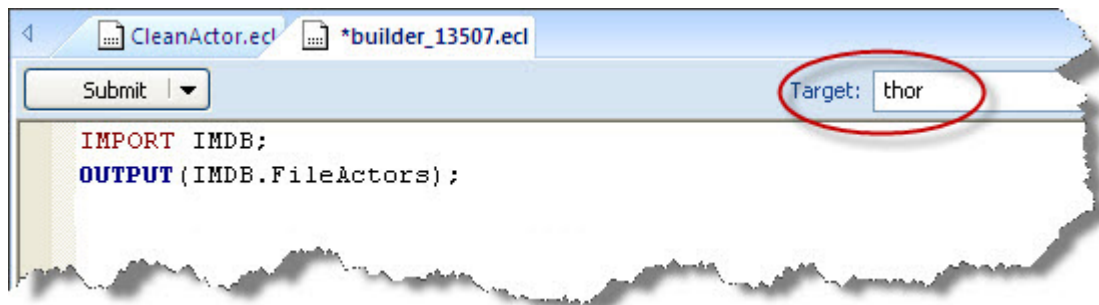 CleanActor.ecl *builder_13507.ecl
Submit Target: thor
IMPORT IMDB;
OUTPUT(IMDB.FileActors);